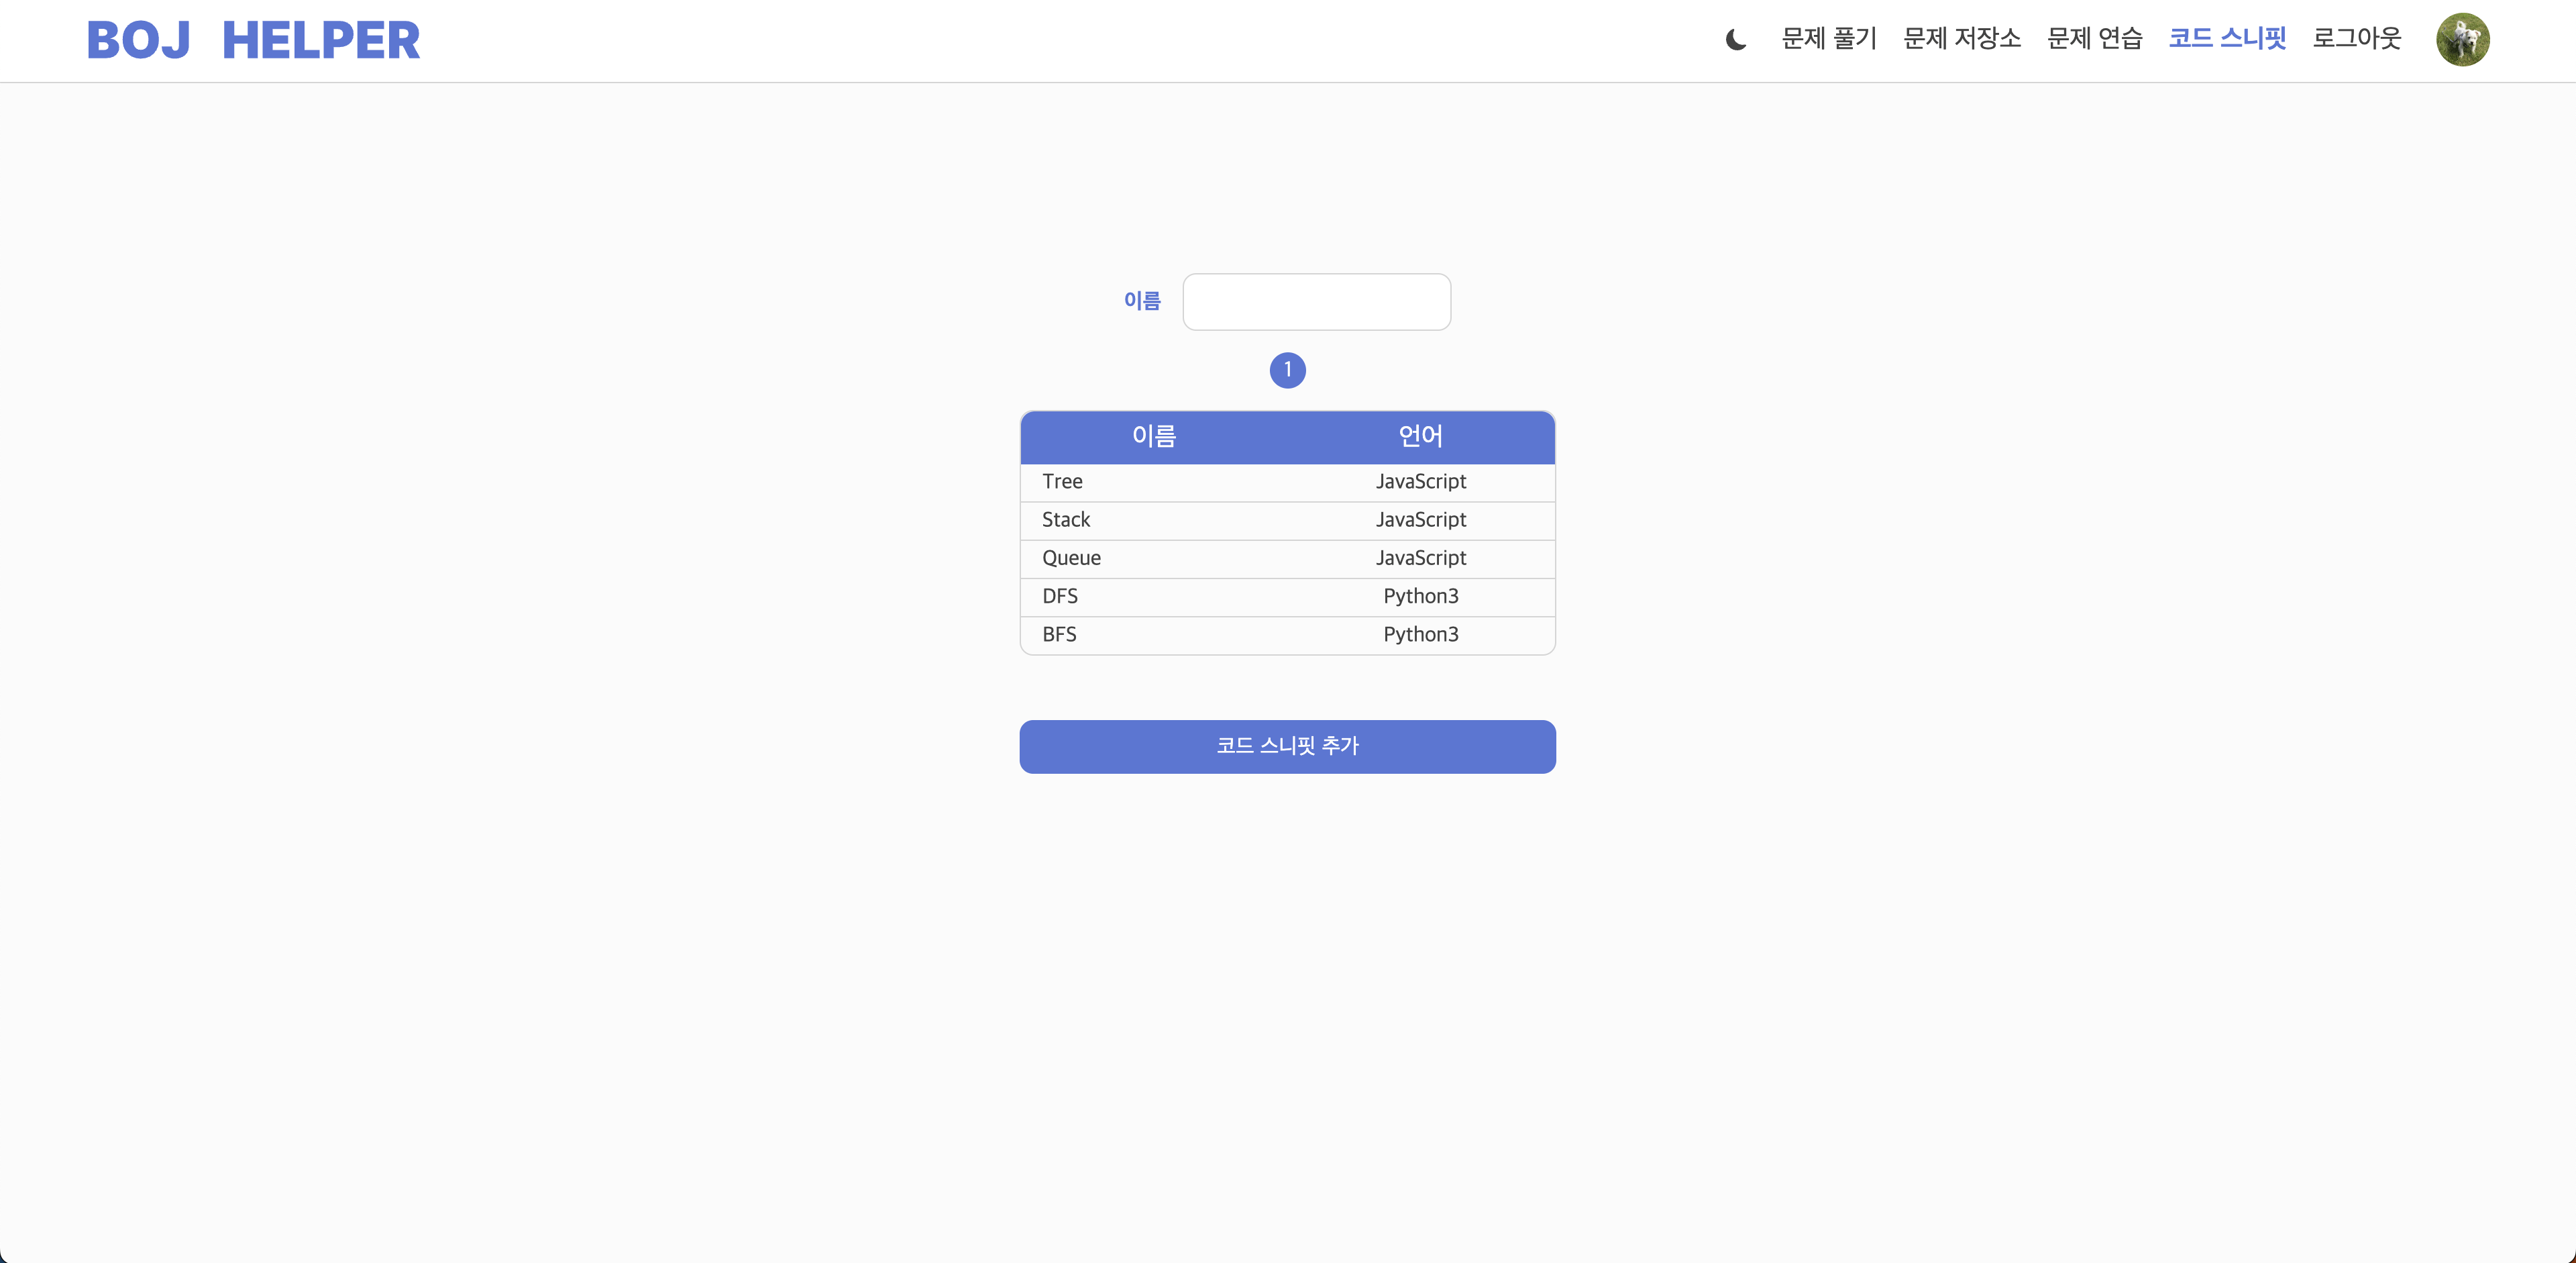 BOJ HELPER
문제 풀기 문제 저장소 문제 연습 코드 스니핏 로그아웃
이름
1
이름 언어
Tree JavaScript
Stack JavaScript
Queue JavaScript
DFS Python3
BFS Python3
코드 스니핏 추가